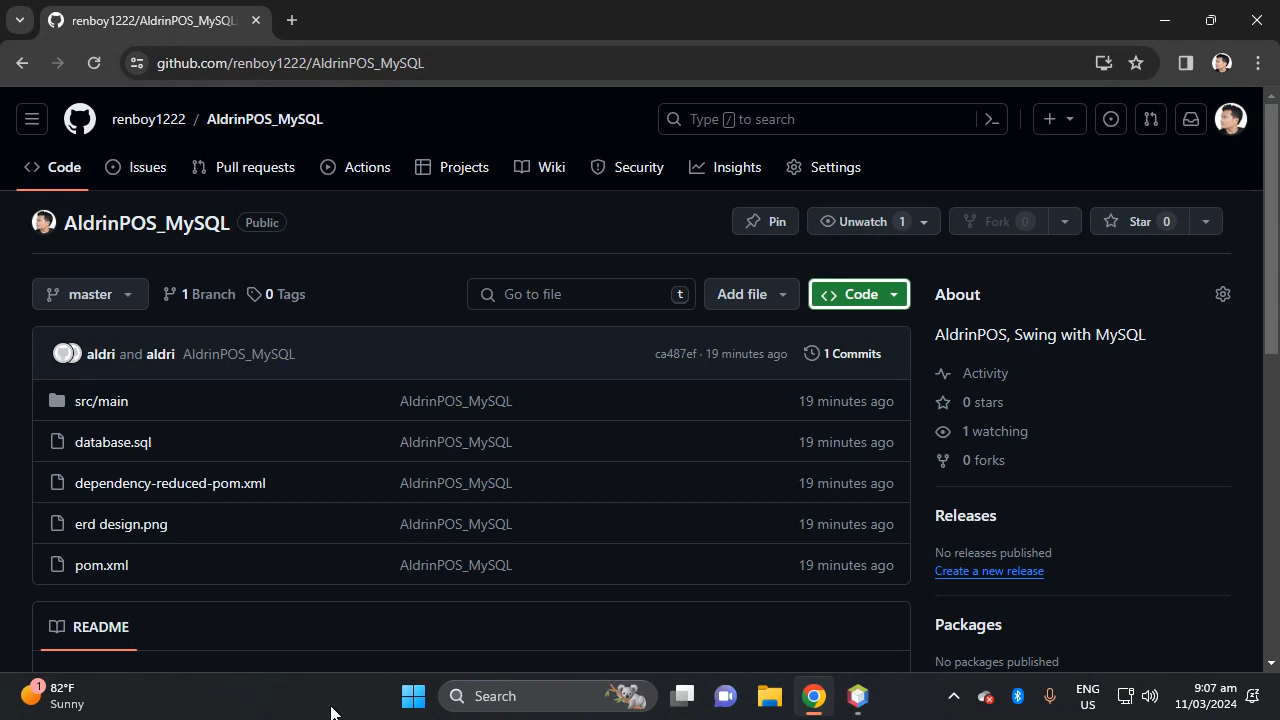 renboy1222/AldrinPOS_MySQL
github.com/renboy1222/AldrinPOS_MySQL
renboy1222 / AldrinPOS_MySQL
Type / to search
Code Issues Pull requests Actions Projects Wiki Security Insights Settings
AldrinPOS_MySQL Public
Pin Unwatch 1 Fork 0 Star 0
master 1 Branch 0 Tags Go to file t Add file Code
About
AldrinPOS, Swing with MySQL
aldri and aldri AldrinPOS_MySQL ca487ef · 19 minutes ago 1 Commits
Activity
src/main AldrinPOS_MySQL 19 minutes ago
0 stars
database.sql AldrinPOS_MySQL 19 minutes ago
1 watching
0 forks
dependency-reduced-pom.xml AldrinPOS_MySQL 19 minutes ago
Releases
erd design.png AldrinPOS_MySQL 19 minutes ago
No releases published
pom.xml AldrinPOS_MySQL 19 minutes ago
Create a new release
README
Packages
No packages published
1
82°F
Sunny
Search
ENG
US
9:07 am
11/03/2024